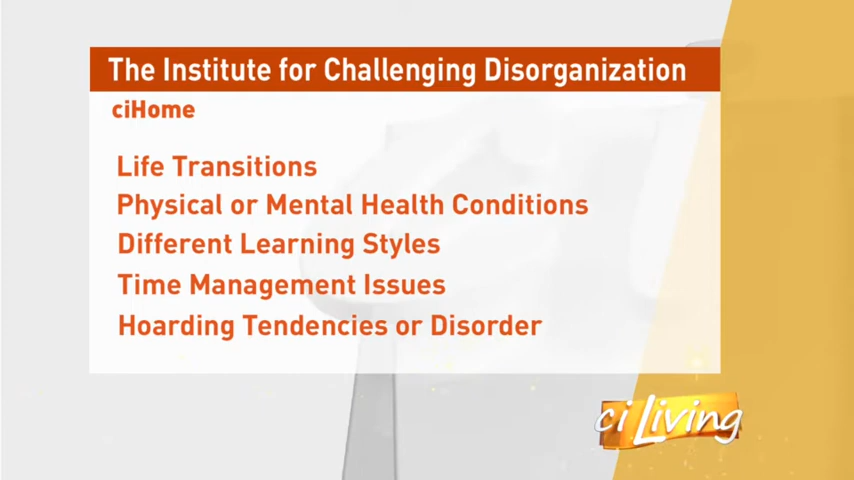 The Institute for Challenging Disorganization
ciHome
Life Transitions
Physical or Mental Health Conditions
Different Learning Styles
Time Management Issues
Hoarding Tendencies or Disorder
ci Living